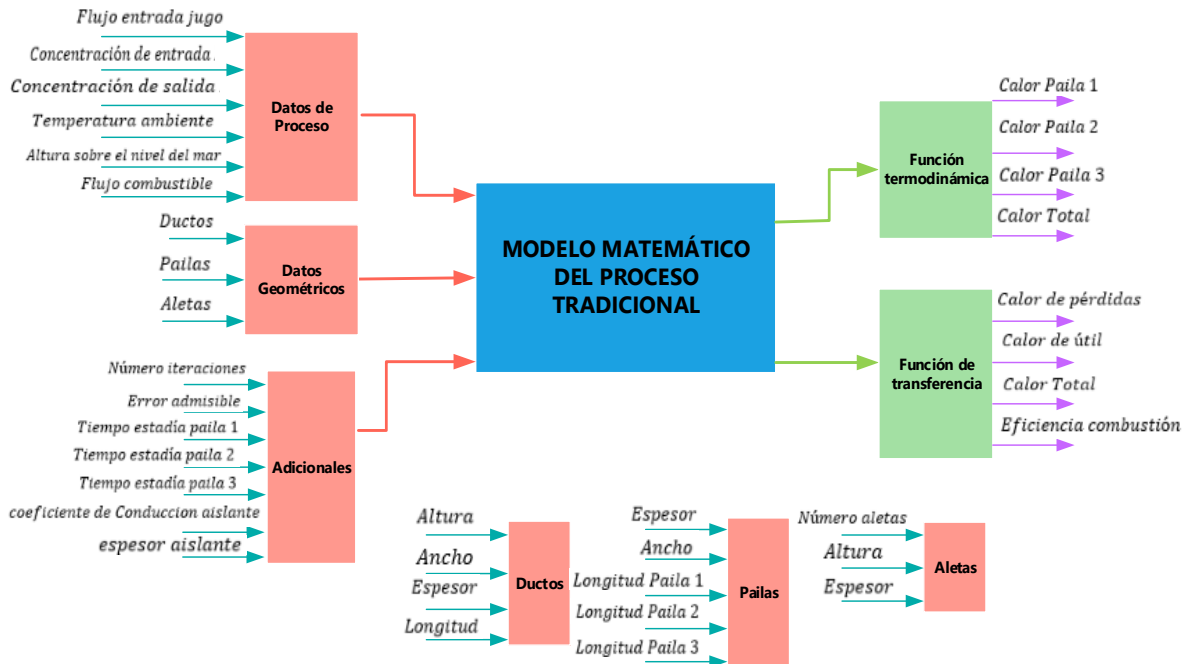 Flujo entrada jugo
Concentración de entrada.
Concentración de salida.
Temperatura ambiente
Altura sobre el nivel del mar
Flujo combustible
Datos de
Proceso
Ductos
Pailas
Aletas
Datos
Geométricos
Número iteraciones
Error admisible
Tiempo estadía paila 1
Tiempo estadía paila 2
Tiempo estadía paila 3
coeficiente de Conduccion aislante
espesor aislante
Adicionales
MODELO MATEMÁTICO
DEL PROCESO
TRADICIONAL
Función
termodinámica
Calor Paila 1
Calor Paila 2
Calor Paila 3
Calor Total
Función de
transferencia
Calor de pérdidas
Calor de útil
Calor Total
Eficiencia combustión
Altura
Ancho
Espesor
Longitud
Ductos
Espesor
Ancho
Longitud Paila 1
Longitud Paila 2
Longitud Paila 3
Pailas
Número aletas
Altura
Espesor
Aletas